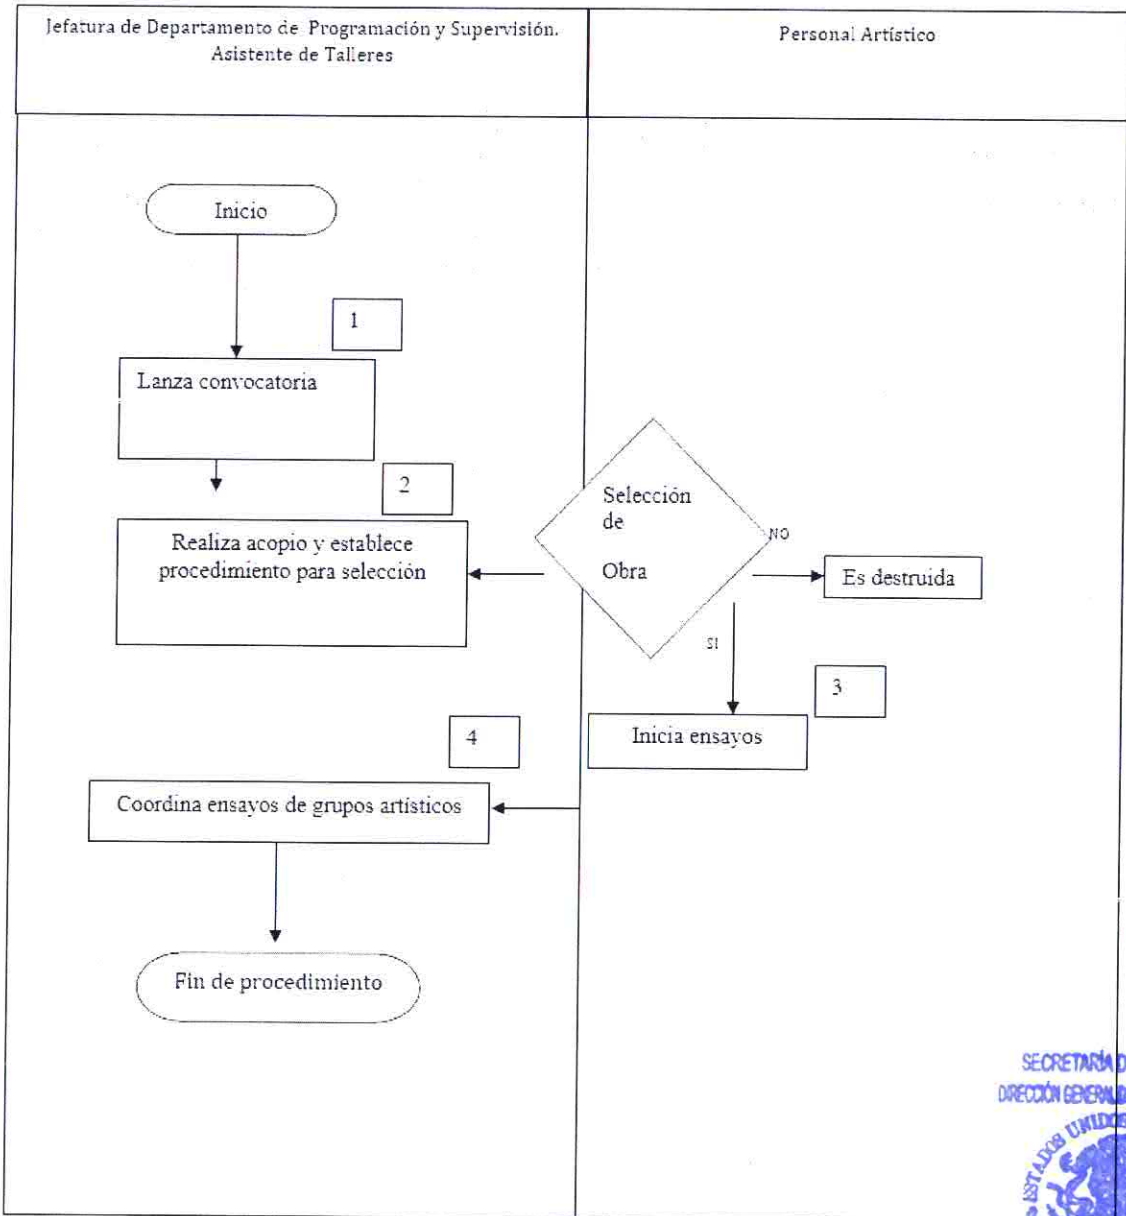 Jefatura de Departamento de Programación y Supervisión.
Asistente de Talleres
Personal Artístico
Inicio
1
Lanza convocatoria
2
Realiza acopio y establece
procedimiento para selección
Selección
de
Obra
NO
Es destruida
SI
3
Inicia ensayos
4
Coordina ensayos de grupos artísticos
Fin de procedimiento
SECRETARÍA D
DIRECCIÓN GENERAL D
ESTADOS UNIDOS